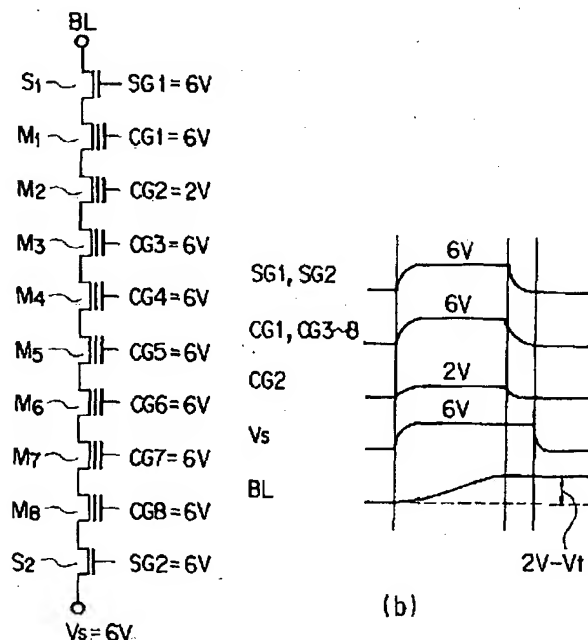 BL
S1 SG1=6V
M1 CG1=6V
M2 CG2=2V
M3 CG3=6V
M4 CG4=6V
M5 CG5=6V
M6 CG6=6V
M7 CG7=6V
M8 CG8=6V
S2 SG2=6V
Vs=6V
SG1, SG2 6V
CG1, CG3~8 6V
CG2 2V
Vs 6V
BL
2V-Vt
(b)